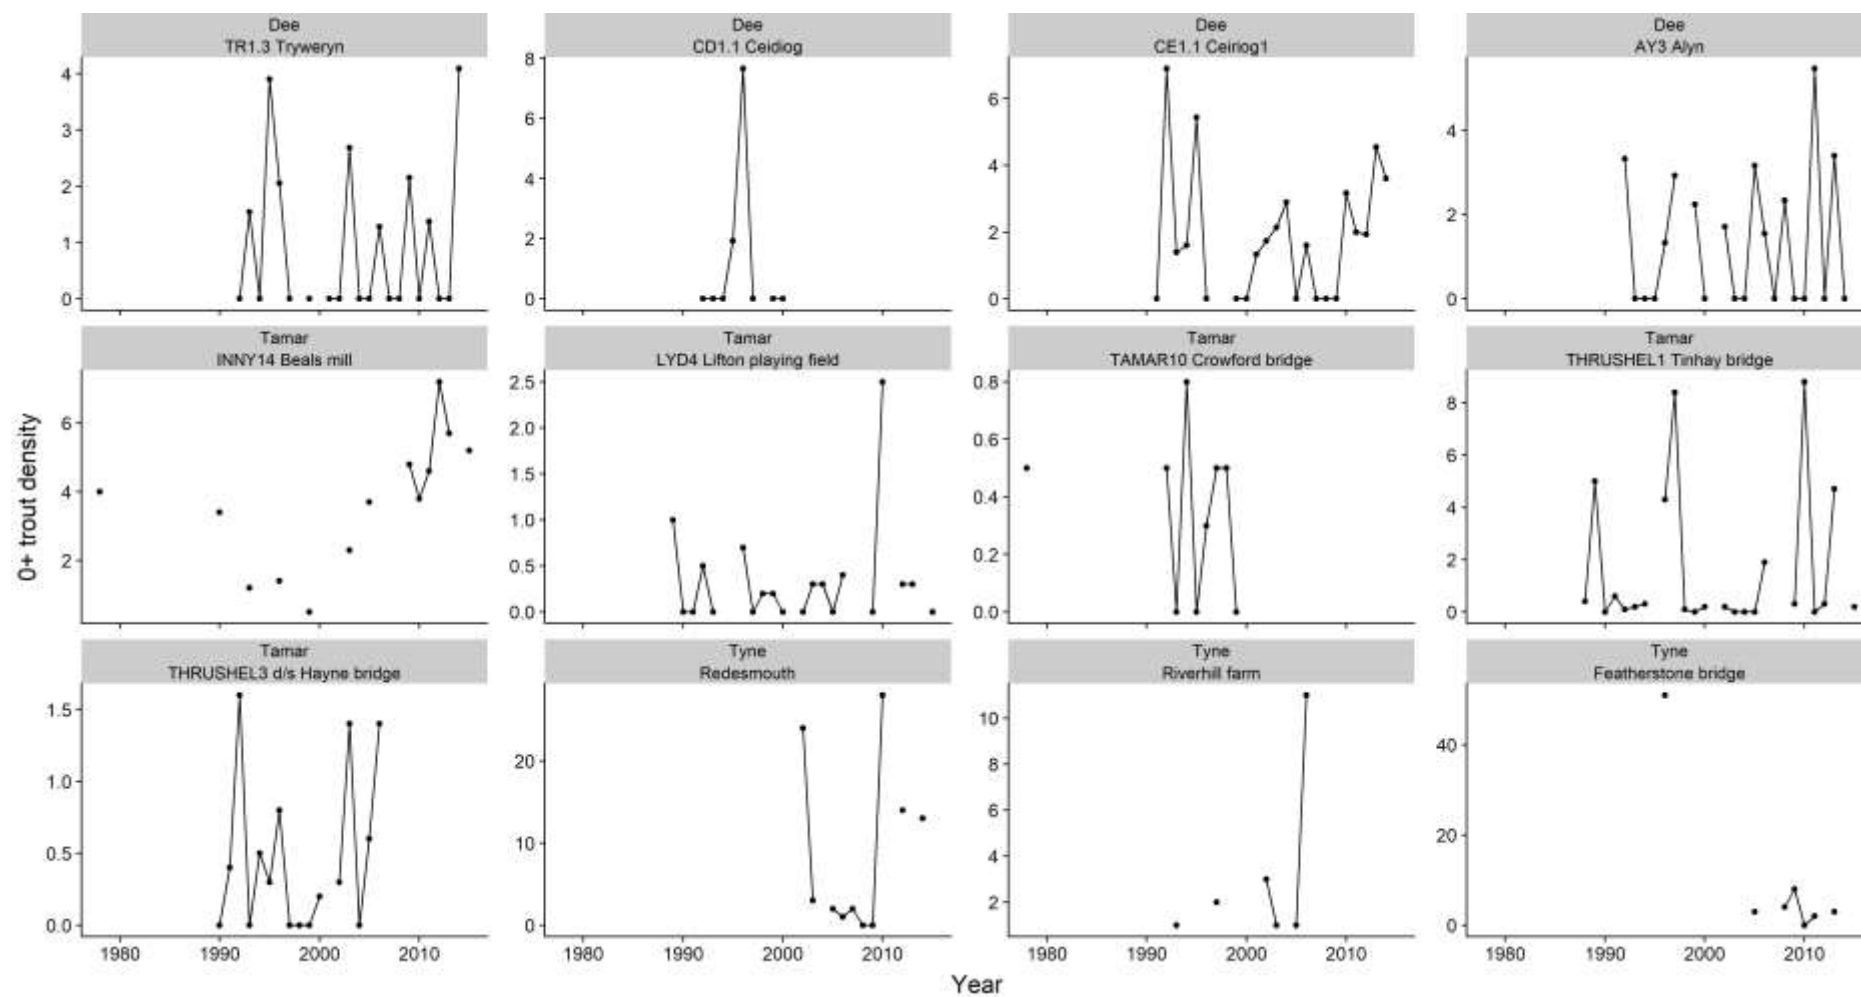 Dee
TR1.3 Tryweryn
Dee
CD1.1 Ceidiog
Dee
CE1.1 Ceiriog1
Dee
AY3 Alyn
4
3
2
1
0
8
6
4
2
0
6
4
2
0
4
2
0
Tamar
INNY14 Beals mill
Tamar
LYD4 Lifton playing field
Tamar
TAMAR10 Crowford bridge
Tamar
THRUSHEL1 Tinhay bridge
0+ trout density
6
4
2
2.5
2.0
1.5
1.0
0.5
0.0
0.8
0.6
0.4
0.2
0.0
8
6
4
2
0
Tamar
THRUSHEL3 d/s Hayne bridge
Tyne
Redesmouth
Tyne
Riverhill farm
Tyne
Featherstone bridge
1.5
1.0
0.5
0.0
20
10
0
10
8
6
4
2
40
20
0
1980 1990 2000 2010
1980 1990 2000 2010
1980 1990 2000 2010
1980 1990 2000 2010
Year